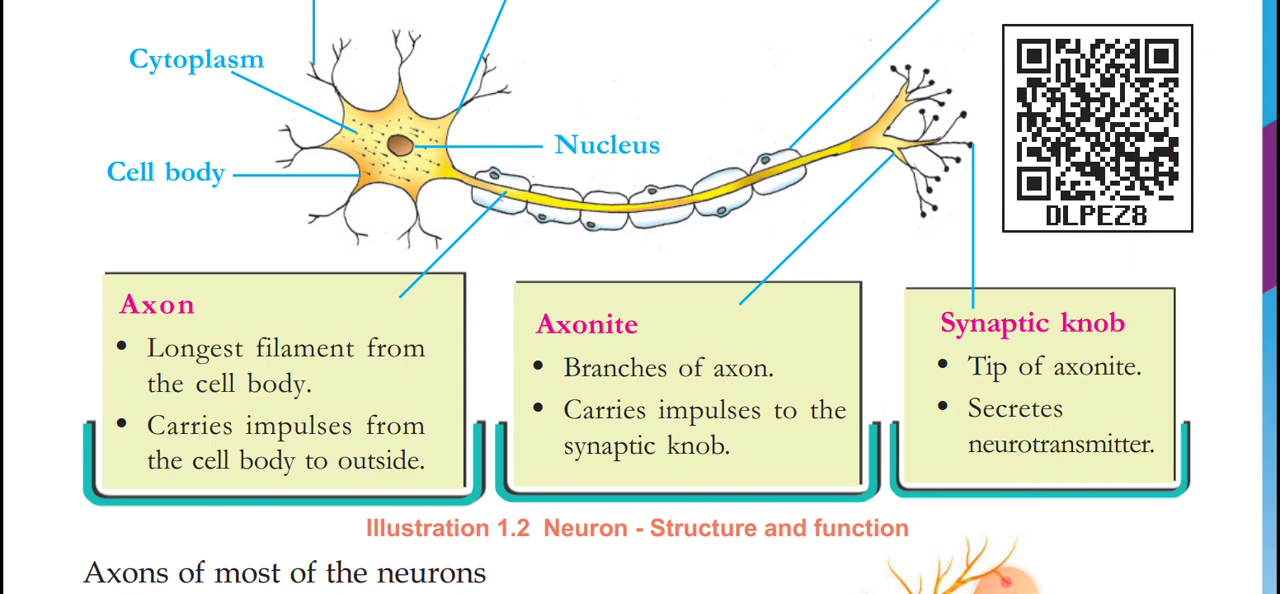 Cytoplasm
Nucleus
Cell body
DLPEZ8
Axon
• Longest filament from
the cell body.
• Carries impulses from
the cell body to outside.
Axonite
• Branches of axon.
• Carries impulses to the
synaptic knob.
Synaptic knob
• Tip of axonite.
• Secretes
neurotransmitter.
Illustration 1.2 Neuron - Structure and function
Axons of most of the neurons